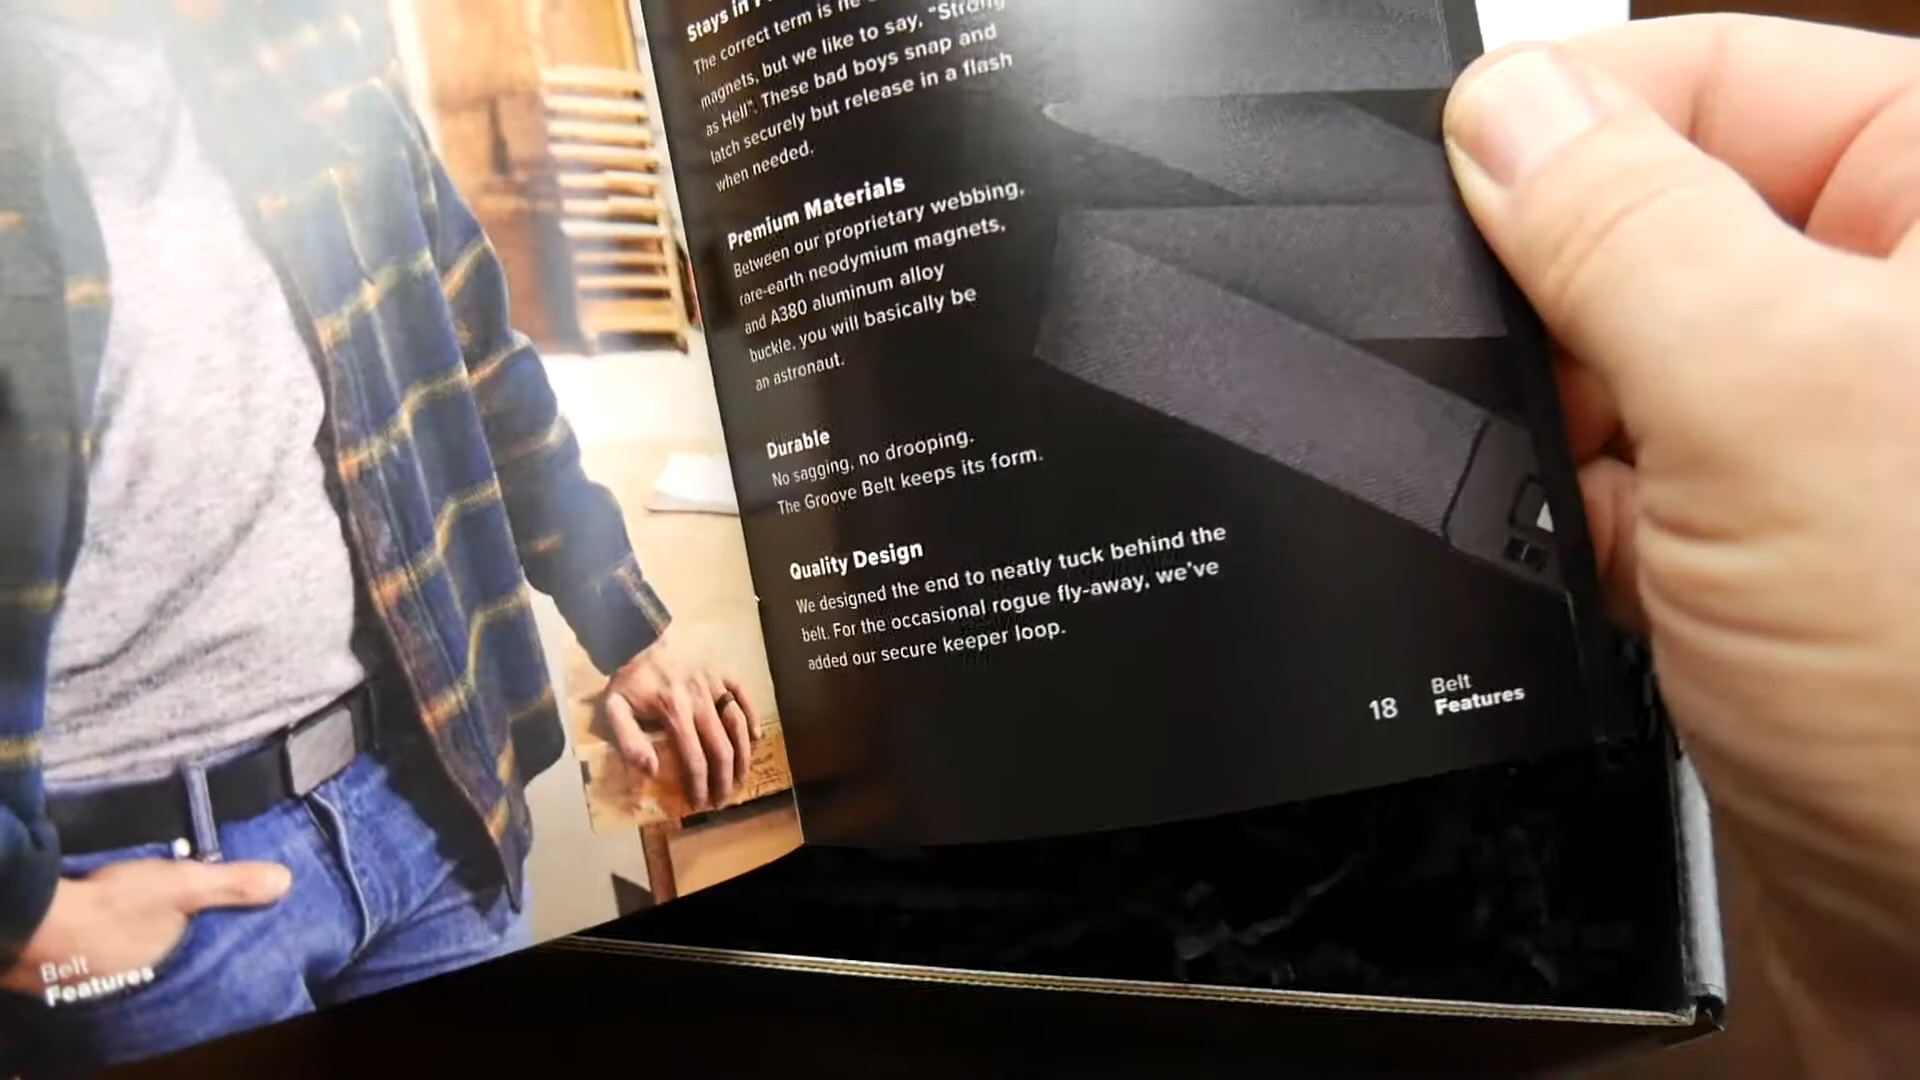 Belt
Features
Stays in
The correct term is
magnets, but we like to say, "Strong
as Hell". These bad boys snap and
latch securely but release in a flash
when needed.
Premium Materials
Between our proprietary webbing,
rare-earth neodymium magnets,
and A380 aluminum alloy
buckle, you will basically be
an astronaut.
Durable
No sagging, no drooping.
The Groove Belt keeps its form.
Quality Design
We designed the end to neatly tuck behind the
belt. For the occasional rogue fly-away, we've
added our secure keeper loop.
18
Belt
Features